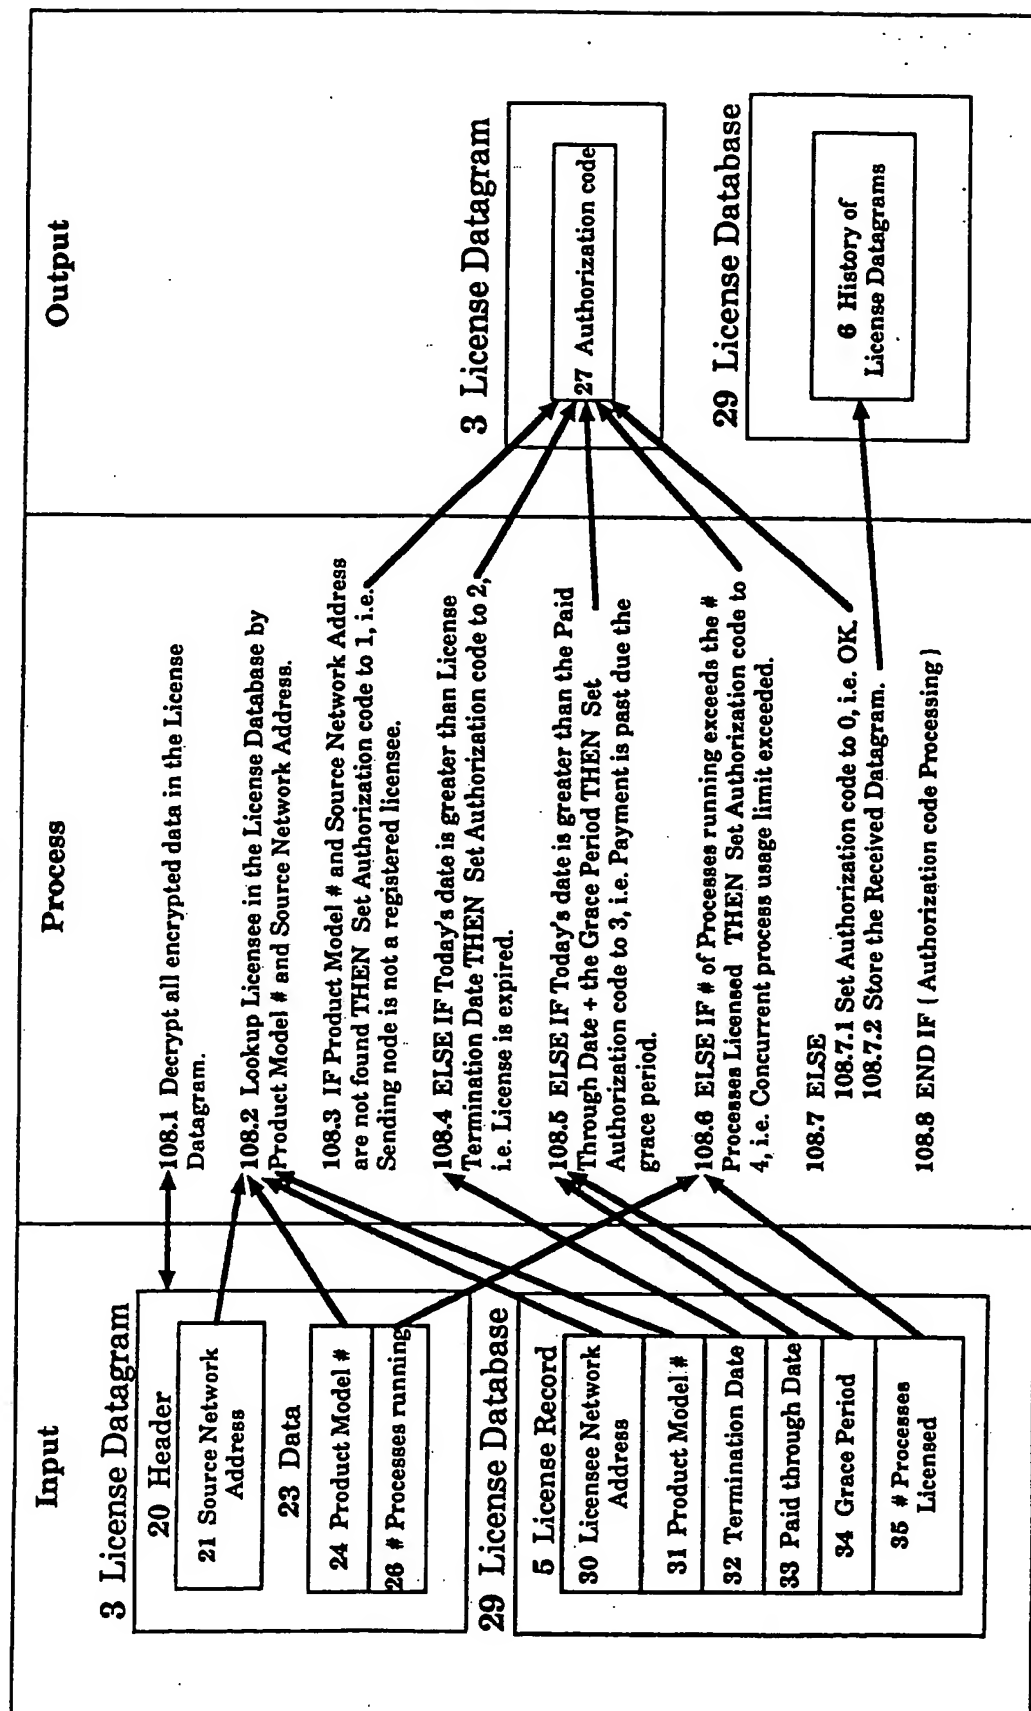 Input
3 License Datagram
20 Header
21 Source Network
Address
23 Data
24 Product Model #
26 # Processes running
29 License Database
5 License Record
30 Licensee Network
Address
31 Product Model #
32 Termination Date
33 Paid through Date
34 Grace Period
35 # Processes
Licensed
Process
108.1 Decrypt all encrypted data in the License
Datagram.
108.2 Lookup Licensee in the License Database by
Product Model # and Source Network Address.
108.3 IF Product Model # and Source Network Address
are not found THEN Set Authorization code to 1, i.e.
Sending node is not a registered licensee.
108.4 ELSE IF Today's date is greater than License
Termination Date THEN Set Authorization code to 2,
i.e. License is expired.
108.5 ELSE IF Today's date is greater than the Paid
Through Date + the Grace Period THEN Set
Authorization code to 3, i.e. Payment is past due the
grace period.
108.6 ELSE IF # of Processes running exceeds the #
Processes Licensed THEN Set Authorization code to
4, i.e. Concurrent process usage limit exceeded.
108.7 ELSE
108.7.1 Set Authorization code to 0, i.e. OK.
108.7.2 Store the Received Datagram.
108.8 END IF { Authorization code Processing }
Output
3 License Datagram
27 Authorization code
29 License Database
6 History of
License Datagrams